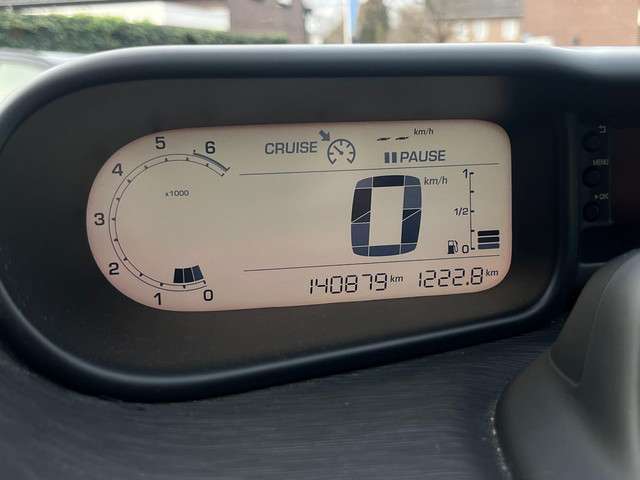 CRUISE -- km/h
PAUSE
6
5
4
3
2
1
0
x1000
0 km/h
1
1/2
0
140879 km 1222.8 km
MENU
OK